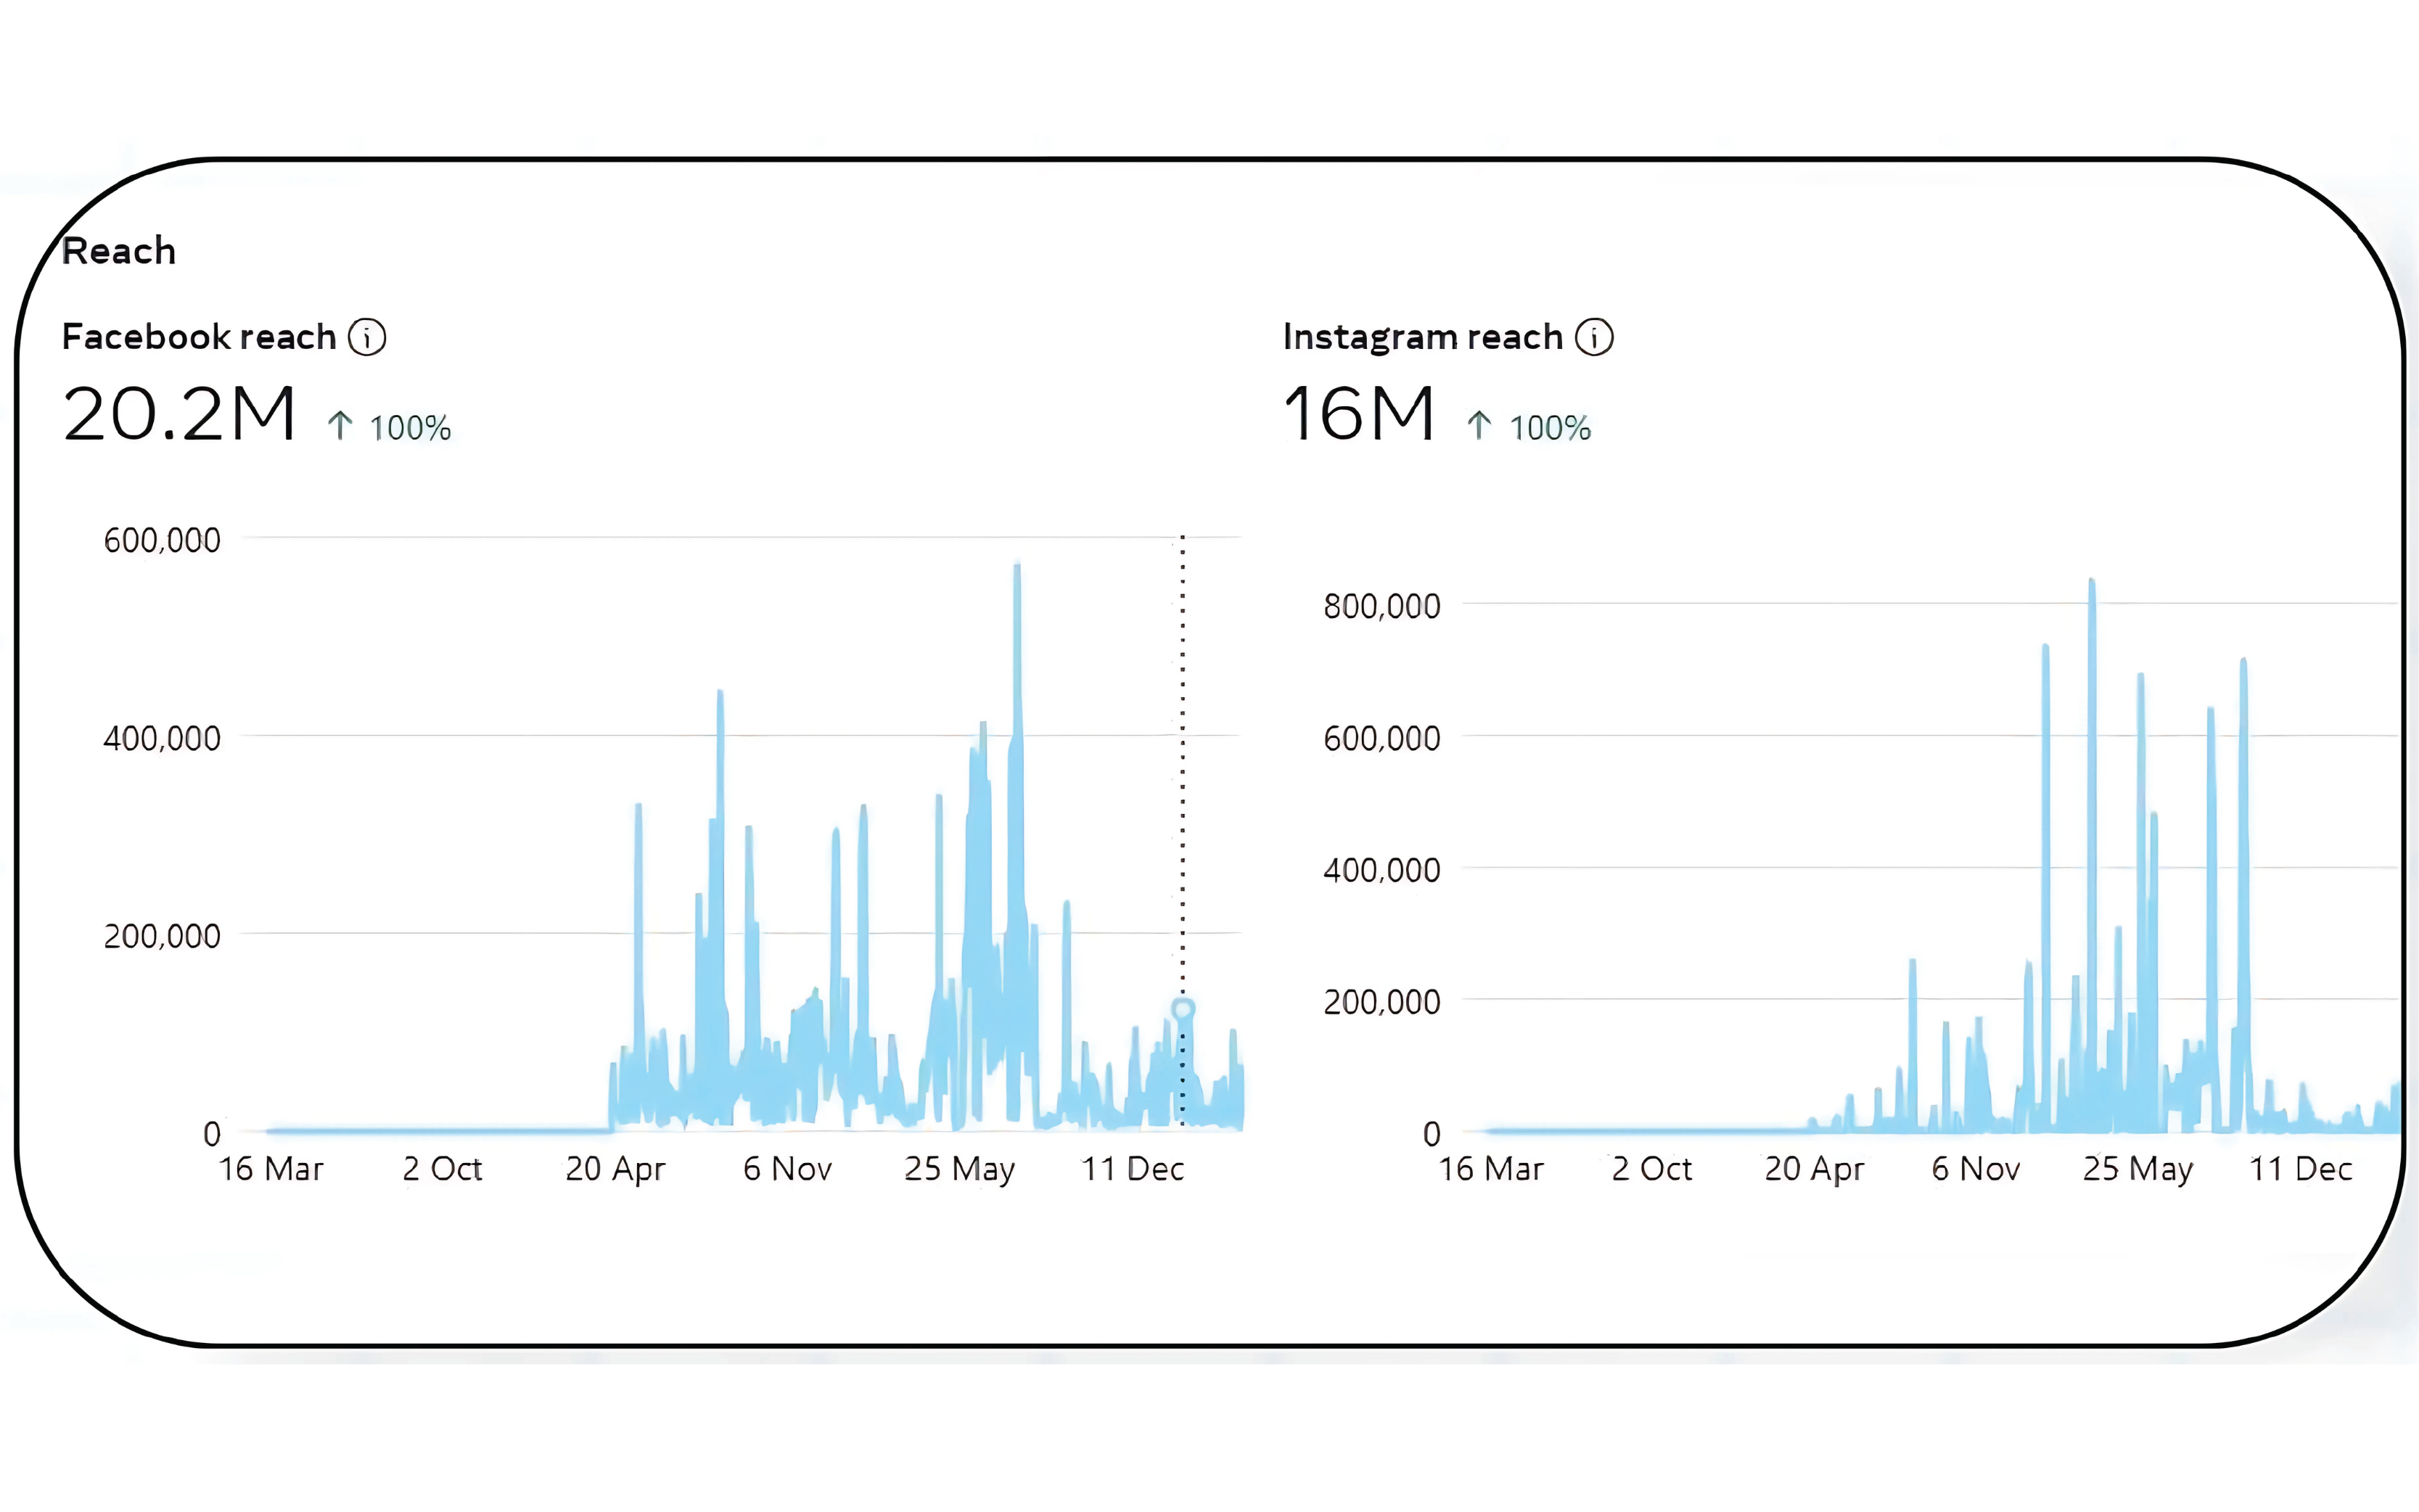 Reach
Facebook reach
20.2M ↑ 100%
600,000
400,000
200,000
0
16 Mar 2 Oct 20 Apr 6 Nov 25 May 11 Dec
Instagram reach
16M ↑ 100%
800,000
600,000
400,000
200,000
0
16 Mar 2 Oct 20 Apr 6 Nov 25 May 11 Dec